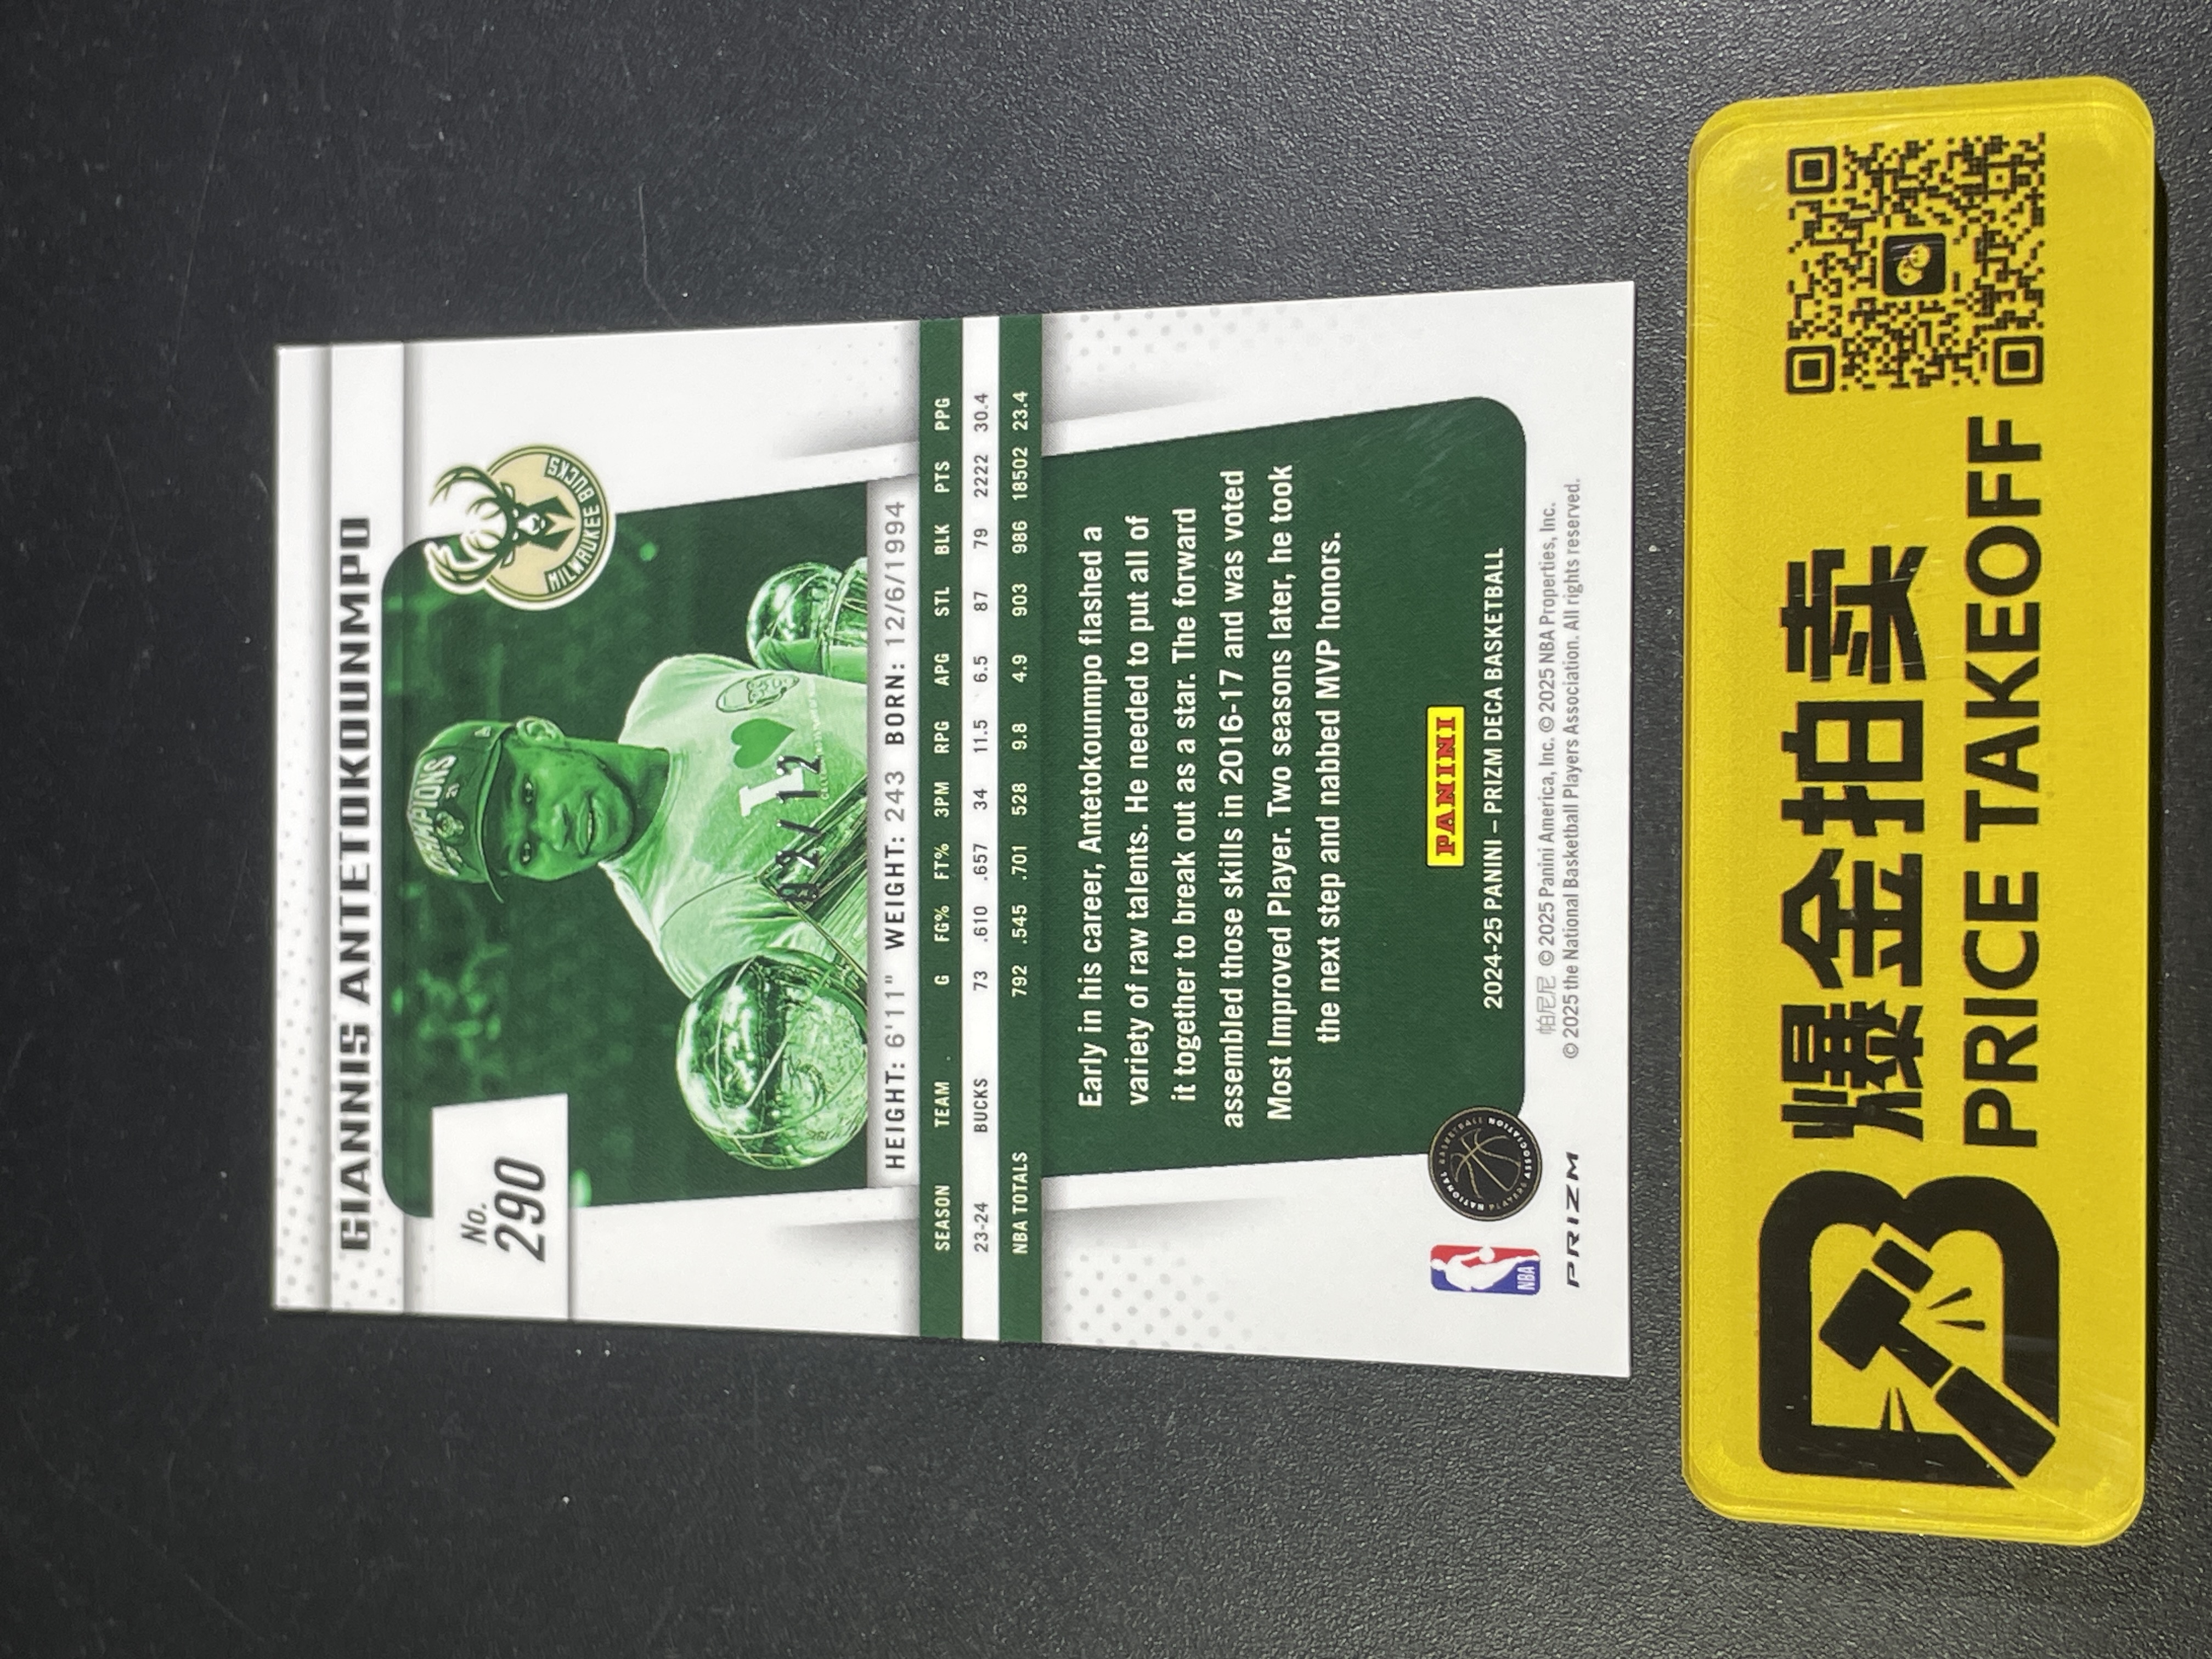 GIANNIS ANTETOKOUNMPO
No.
290
CHAMPIONS
MILWAUKEE BUCKS
02/12
HEIGHT: 6'11" WEIGHT: 243 BORN: 12/6/1994
SEASON TEAM G FG% FT% 3PM RPG APG STL BLK PTS PPG
23-24 BUCKS 73 .610 .657 34 11.5 6.5 87 79 2222 30.4
NBA TOTALS 792 .545 .701 528 9.8 4.9 903 986 18502 23.4
Early in his career, Antetokounmpo flashed a
variety of raw talents. He needed to put all of
it together to break out as a star. The forward
assembled those skills in 2016-17 and was voted
Most Improved Player. Two seasons later, he took
the next step and nabbed MVP honors.
PANINI
2024-25 PANINI – PRIZM DECA BASKETBALL
NATIONAL BASKETBALL
PLAYERS ASSOCIATION
NBA
帕尼尼 © 2025 Panini America, Inc. © 2025 NBA Properties, Inc.
© 2025 the National Basketball Players Association. All rights reserved.
PRIZM
爆金拍卖
PRICE TAKEOFF